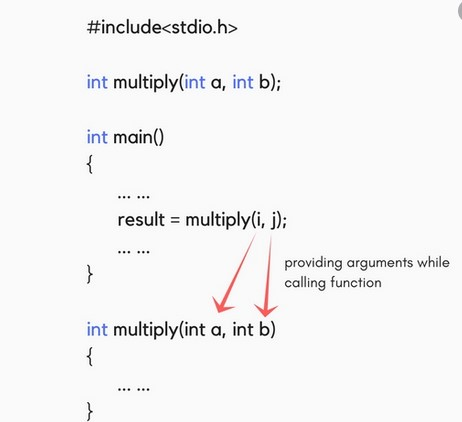 #include<stdio.h>
int multiply(int a, int b);
int main()
{
... ...
result = multiply(i, j);
... ...
}
providing arguments while
calling function
int multiply(int a, int b)
{
... ...
}